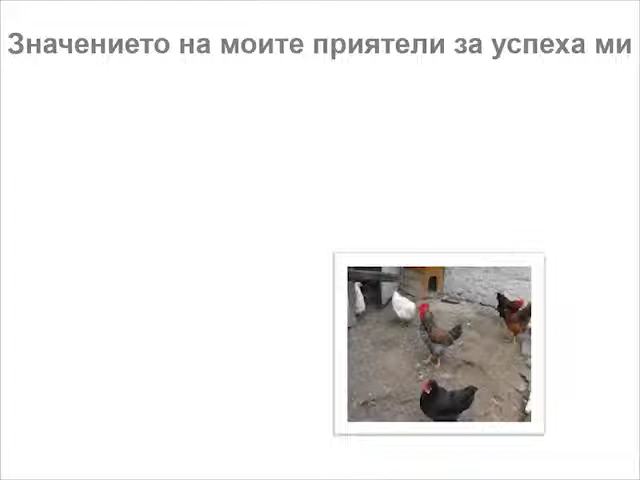 Значението на моите приятели за успеха ми